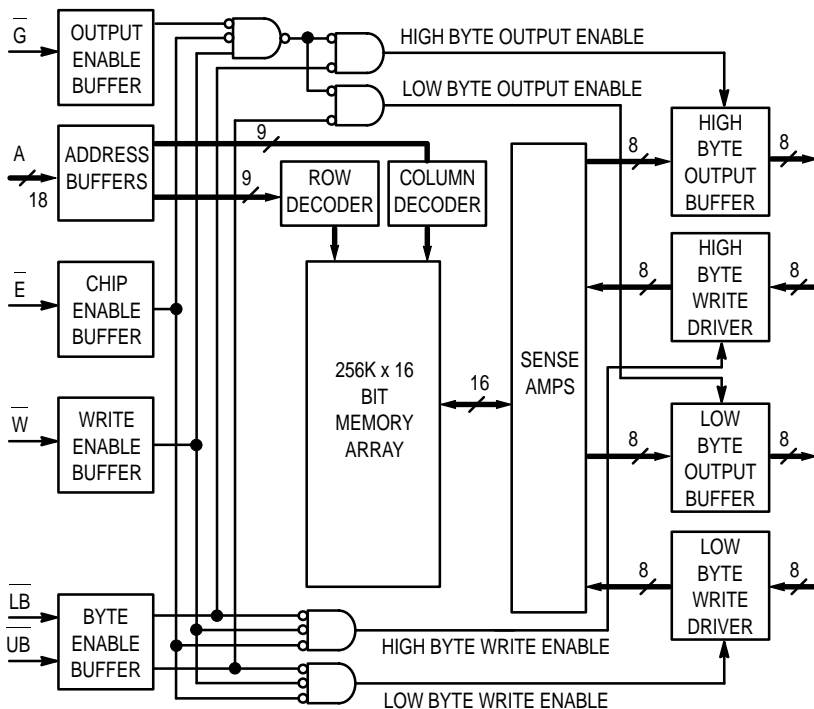 G
OUTPUT
ENABLE
BUFFER
HIGH BYTE OUTPUT ENABLE
LOW BYTE OUTPUT ENABLE
A
18
ADDRESS
BUFFERS
9
9
ROW
DECODER
COLUMN
DECODER
8
HIGH
BYTE
OUTPUT
BUFFER
8
E
CHIP
ENABLE
BUFFER
8
HIGH
BYTE
WRITE
DRIVER
8
256K x 16
BIT
MEMORY
ARRAY
16
SENSE
AMPS
W
WRITE
ENABLE
BUFFER
8
LOW
BYTE
OUTPUT
BUFFER
8
LB
UB
BYTE
ENABLE
BUFFER
8
LOW
BYTE
WRITE
DRIVER
8
HIGH BYTE WRITE ENABLE
LOW BYTE WRITE ENABLE